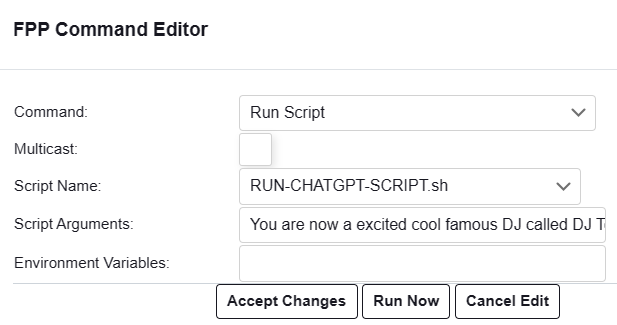 FPP Command Editor
Command: Run Script
Multicast:
Script Name: RUN-CHATGPT-SCRIPT.sh
Script Arguments: You are now a excited cool famous DJ called DJ T
Environment Variables:
Accept Changes Run Now Cancel Edit